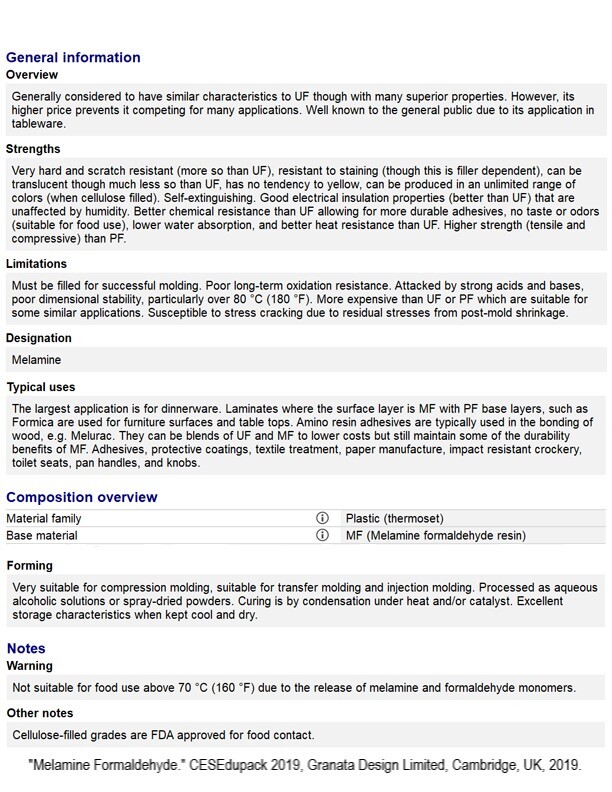 General information
Overview
Generally considered to have similar characteristics to UF though with many superior properties. However, its
higher price prevents it competing for many applications. Well known to the general public due to its application in
tableware.
Strengths
Very hard and scratch resistant (more so than UF), resistant to staining (though this is filler dependent), can be
translucent though much less so than UF, has no tendency to yellow, can be produced in an unlimited range of
colors (when cellulose filled). Self-extinguishing. Good electrical insulation properties (better than UF) that are
unaffected by humidity. Better chemical resistance than UF allowing for more durable adhesives, no taste or odors
(suitable for food use), lower water absorption, and better heat resistance than UF. Higher strength (tensile and
compressive) than PF.
Limitations
Must be filled for successful molding. Poor long-term oxidation resistance. Attacked by strong acids and bases,
poor dimensional stability, particularly over 80 °C (180 °F). More expensive than UF or PF which are suitable for
some similar applications. Susceptible to stress cracking due to residual stresses from post-mold shrinkage.
Designation
Melamine
Typical uses
The largest application is for dinnerware. Laminates where the surface layer is MF with PF base layers, such as
Formica are used for furniture surfaces and table tops. Amino resin adhesives are typically used in the bonding of
wood, e.g. Melurac. They can be blends of UF and MF to lower costs but still maintain some of the durability
benefits of MF. Adhesives, protective coatings, textile treatment, paper manufacture, impact resistant crockery,
toilet seats, pan handles, and knobs.
Composition overview
Material family Plastic (thermoset)
Base material MF (Melamine formaldehyde resin)
Forming
Very suitable for compression molding, suitable for transfer molding and injection molding. Processed as aqueous
alcoholic solutions or spray-dried powders. Curing is by condensation under heat and/or catalyst. Excellent
storage characteristics when kept cool and dry.
Notes
Warning
Not suitable for food use above 70 °C (160 °F) due to the release of melamine and formaldehyde monomers.
Other notes
Cellulose-filled grades are FDA approved for food contact.
"Melamine Formaldehyde." CESEdupack 2019, Granata Design Limited, Cambridge, UK, 2019.